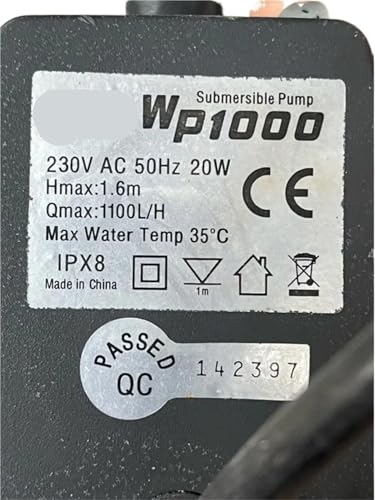 Submersible Pump
Wp1000
230V AC 50Hz 20W
Hmax:1.6m
Qmax:1100L/H
Max Water Temp 35°C
CE
IPX8
1m
Made in China
PASSED
QC
142397